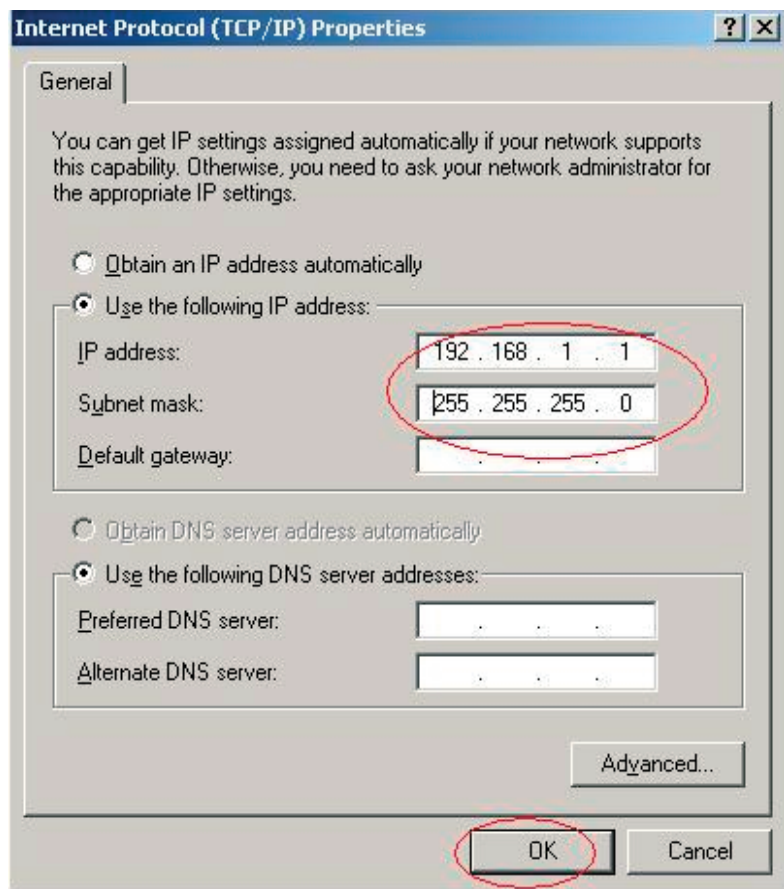 Internet Protocol (TCP/IP) Properties
General
You can get IP settings assigned automatically if your network supports
this capability. Otherwise, you need to ask your network administrator for
the appropriate IP settings.
Obtain an IP address automatically
Use the following IP address:
IP address: 192 . 168 . 1 . 1
Subnet mask: 255 . 255 . 255 . 0
Default gateway: . . .
Obtain DNS server address automatically
Use the following DNS server addresses:
Preferred DNS server: . . .
Alternate DNS server: . . .
Advanced...
OK Cancel